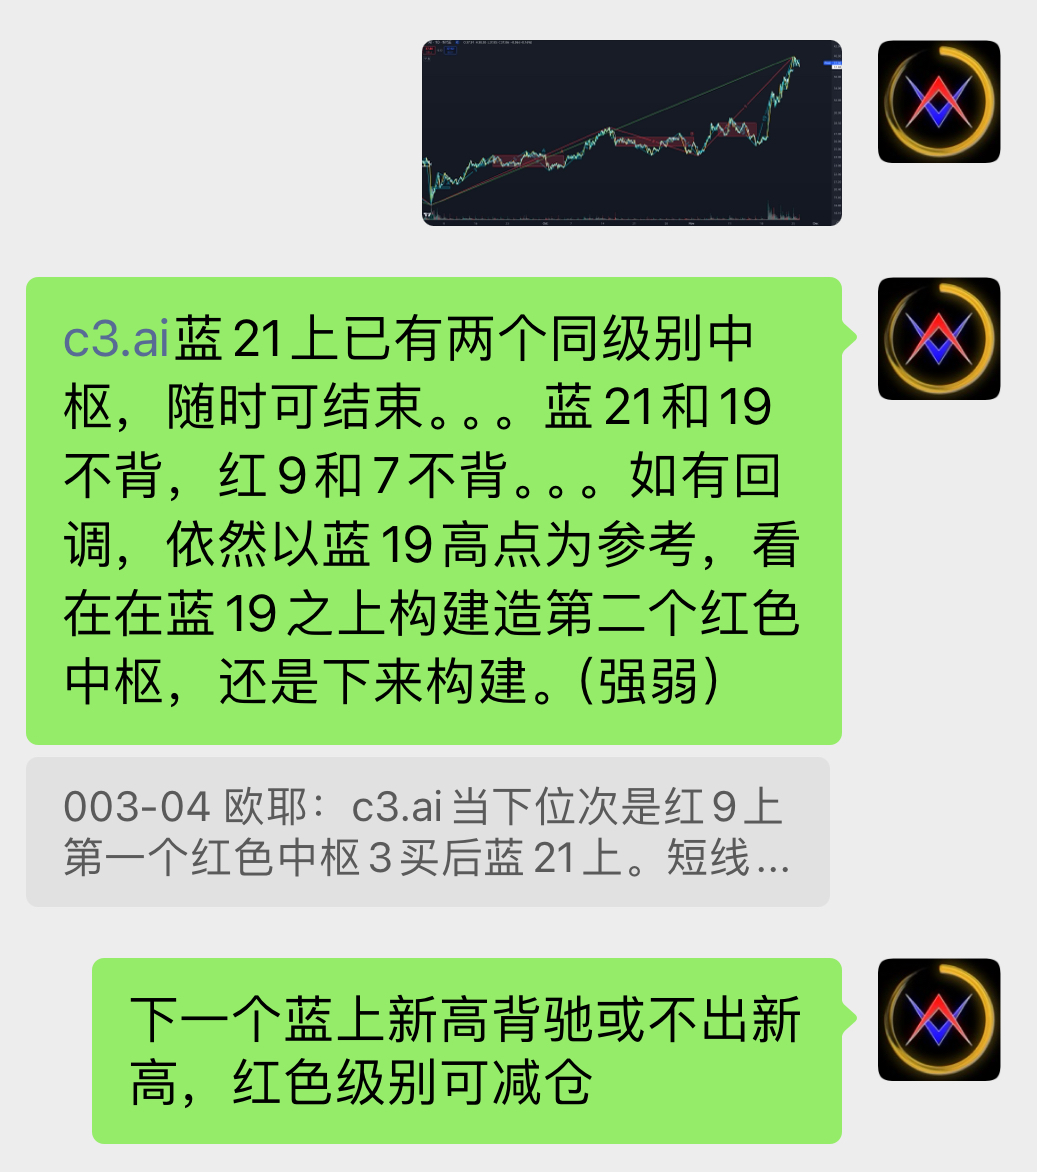 c3.ai蓝21上已有两个同级别中
枢，随时可结束。。。蓝21和19
不背，红9和7不背。。。如有回
调，依然以蓝19高点为参考，看
在在蓝19之上构建造第二个红色
中枢，还是下来构建。（强弱）
003-04 欧耶：c3.ai当下位次是红9上
第一个红色中枢3买后蓝21上。短线...
下一个蓝上新高背驰或不出新
高，红色级别可减仓